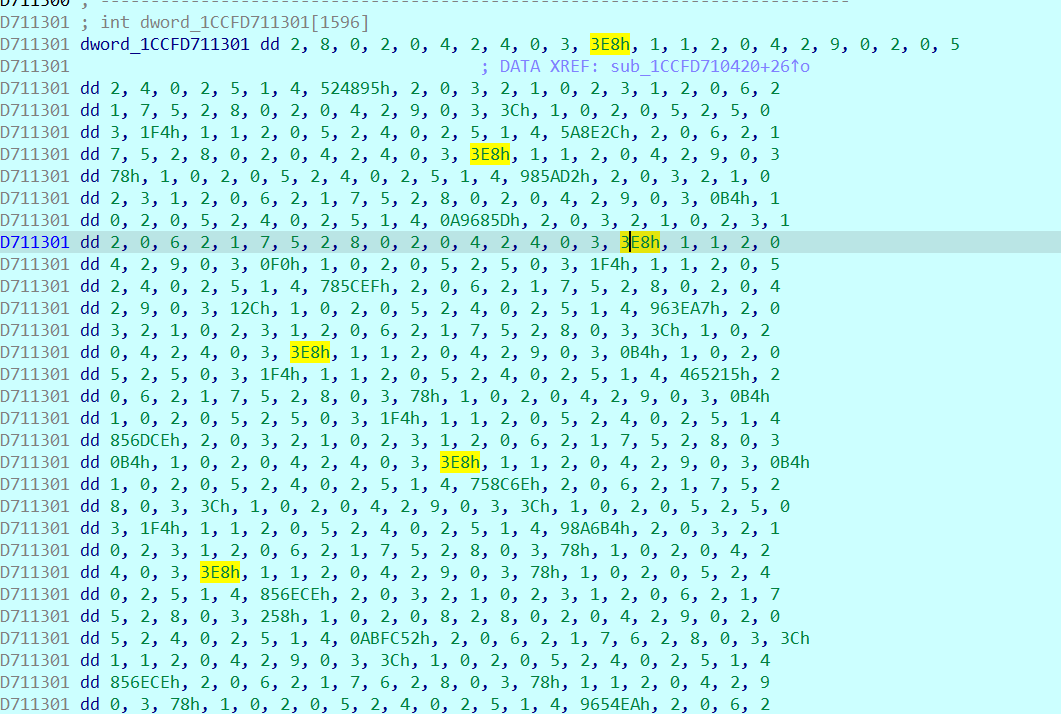 D711300 ; ---------------------------------------------------------------------------
D711301 ; int dword_1CCFD711301[1596]
D711301 dword_1CCFD711301 dd 2, 8, 0, 2, 0, 4, 2, 4, 0, 3, 3E8h, 1, 1, 2, 0, 4, 2, 9, 0, 2, 0, 5
D711301 ; DATA XREF: sub_1CCFD710420+26↑o
D711301 dd 2, 4, 0, 2, 5, 1, 4, 524895h, 2, 0, 3, 2, 1, 0, 2, 3, 1, 2, 0, 6, 2
D711301 dd 1, 7, 5, 2, 8, 0, 2, 0, 4, 2, 9, 0, 3, 3Ch, 1, 0, 2, 0, 5, 2, 5, 0
D711301 dd 3, 1F4h, 1, 1, 2, 0, 5, 2, 4, 0, 2, 5, 1, 4, 5A8E2Ch, 2, 0, 6, 2, 1
D711301 dd 7, 5, 2, 8, 0, 2, 0, 4, 2, 4, 0, 3, 3E8h, 1, 1, 2, 0, 4, 2, 9, 0, 3
D711301 dd 78h, 1, 0, 2, 0, 5, 2, 4, 0, 2, 5, 1, 4, 985AD2h, 2, 0, 3, 2, 1, 0
D711301 dd 2, 3, 1, 2, 0, 6, 2, 1, 7, 5, 2, 8, 0, 2, 0, 4, 2, 9, 0, 3, 0B4h, 1
D711301 dd 0, 2, 0, 5, 2, 4, 0, 2, 5, 1, 4, 0A9685Dh, 2, 0, 3, 2, 1, 0, 2, 3, 1
D711301 dd 2, 0, 6, 2, 1, 7, 5, 2, 8, 0, 2, 0, 4, 2, 4, 0, 3, 3E8h, 1, 1, 2, 0
D711301 dd 4, 2, 9, 0, 3, 0F0h, 1, 0, 2, 0, 5, 2, 5, 0, 3, 1F4h, 1, 1, 2, 0, 5
D711301 dd 2, 4, 0, 2, 5, 1, 4, 785CEFh, 2, 0, 6, 2, 1, 7, 5, 2, 8, 0, 2, 0, 4
D711301 dd 2, 9, 0, 3, 12Ch, 1, 0, 2, 0, 5, 2, 4, 0, 2, 5, 1, 4, 963EA7h, 2, 0
D711301 dd 3, 2, 1, 0, 2, 3, 1, 2, 0, 6, 2, 1, 7, 5, 2, 8, 0, 3, 3Ch, 1, 0, 2
D711301 dd 0, 4, 2, 4, 0, 3, 3E8h, 1, 1, 2, 0, 4, 2, 9, 0, 3, 0B4h, 1, 0, 2, 0
D711301 dd 5, 2, 5, 0, 3, 1F4h, 1, 1, 2, 0, 5, 2, 4, 0, 2, 5, 1, 4, 465215h, 2
D711301 dd 0, 6, 2, 1, 7, 5, 2, 8, 0, 3, 78h, 1, 0, 2, 0, 4, 2, 9, 0, 3, 0B4h
D711301 dd 1, 0, 2, 0, 5, 2, 5, 0, 3, 1F4h, 1, 1, 2, 0, 5, 2, 4, 0, 2, 5, 1, 4
D711301 dd 856DCEh, 2, 0, 3, 2, 1, 0, 2, 3, 1, 2, 0, 6, 2, 1, 7, 5, 2, 8, 0, 3
D711301 dd 0B4h, 1, 0, 2, 0, 4, 2, 4, 0, 3, 3E8h, 1, 1, 2, 0, 4, 2, 9, 0, 3, 0B4h
D711301 dd 1, 0, 2, 0, 5, 2, 4, 0, 2, 5, 1, 4, 758C6Eh, 2, 0, 6, 2, 1, 7, 5, 2
D711301 dd 8, 0, 3, 3Ch, 1, 0, 2, 0, 4, 2, 9, 0, 3, 3Ch, 1, 0, 2, 0, 5, 2, 5, 0
D711301 dd 3, 1F4h, 1, 1, 2, 0, 5, 2, 4, 0, 2, 5, 1, 4, 98A6B4h, 2, 0, 3, 2, 1
D711301 dd 0, 2, 3, 1, 2, 0, 6, 2, 1, 7, 5, 2, 8, 0, 3, 78h, 1, 0, 2, 0, 4, 2
D711301 dd 4, 0, 3, 3E8h, 1, 1, 2, 0, 4, 2, 9, 0, 3, 78h, 1, 0, 2, 0, 5, 2, 4
D711301 dd 0, 2, 5, 1, 4, 856ECEh, 2, 0, 3, 2, 1, 0, 2, 3, 1, 2, 0, 6, 2, 1, 7
D711301 dd 5, 2, 8, 0, 3, 258h, 1, 0, 2, 0, 8, 2, 8, 0, 2, 0, 4, 2, 9, 0, 2, 0
D711301 dd 5, 2, 4, 0, 2, 5, 1, 4, 0ABFC52h, 2, 0, 6, 2, 1, 7, 6, 2, 8, 0, 3, 3Ch
D711301 dd 1, 1, 2, 0, 4, 2, 9, 0, 3, 3Ch, 1, 0, 2, 0, 5, 2, 4, 0, 2, 5, 1, 4
D711301 dd 856ECEh, 2, 0, 6, 2, 1, 7, 6, 2, 8, 0, 3, 78h, 1, 1, 2, 0, 4, 2, 9
D711301 dd 0, 3, 78h, 1, 0, 2, 0, 5, 2, 4, 0, 2, 5, 1, 4, 9654EAh, 2, 0, 6, 2